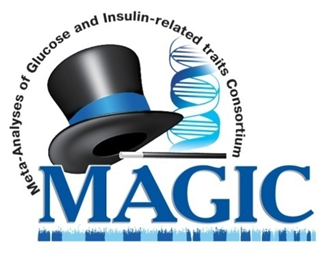 Meta-Analyses of Glucose and Insulin-related traits Consortium
MAGIC